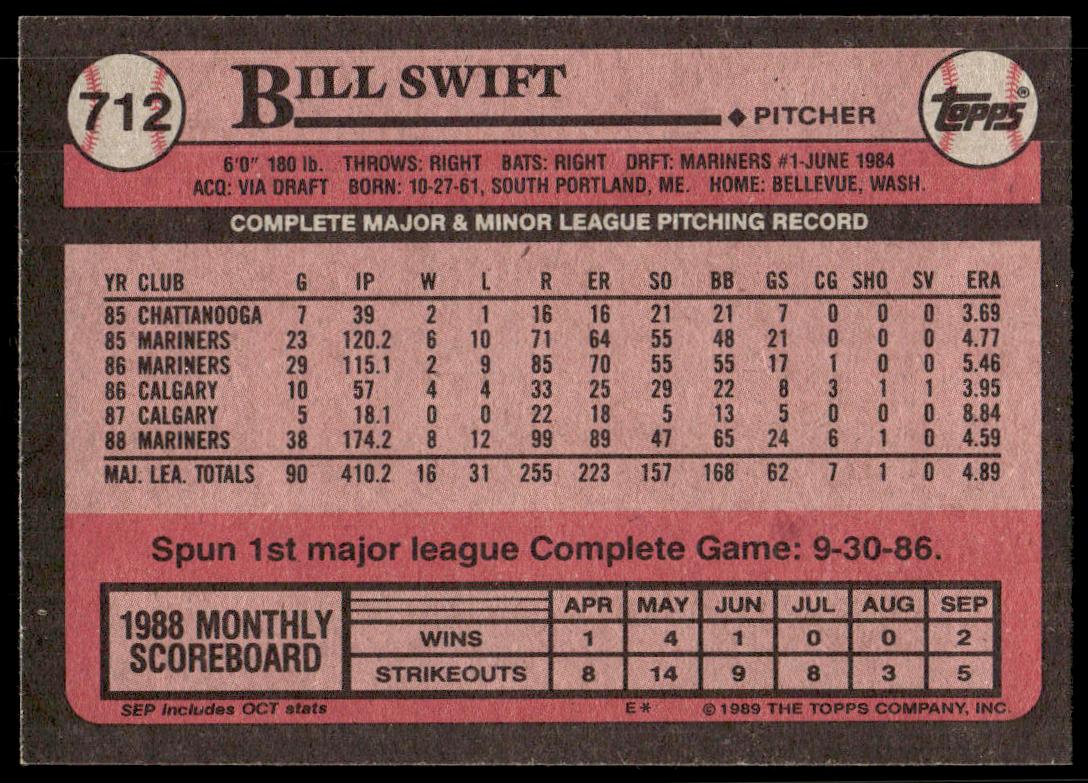 712
BILL SWIFT
◆ PITCHER
TOPPS®
6'0" 180 lb. THROWS: RIGHT BATS: RIGHT DRFT: MARINERS #1-JUNE 1984
ACQ: VIA DRAFT BORN: 10-27-61, SOUTH PORTLAND, ME. HOME: BELLEVUE, WASH.
COMPLETE MAJOR & MINOR LEAGUE PITCHING RECORD
YR CLUB G IP W L R ER SO BB GS CG SHO SV ERA
85 CHATTANOOGA 7 39 2 1 16 16 21 21 7 0 0 0 3.69
85 MARINERS 23 120.2 6 10 71 64 55 48 21 0 0 0 4.77
86 MARINERS 29 115.1 2 9 85 70 55 55 17 1 0 0 5.46
86 CALGARY 10 57 4 4 33 25 29 22 8 3 1 1 3.95
87 CALGARY 5 18.1 0 0 22 18 5 13 5 0 0 0 8.84
88 MARINERS 38 174.2 8 12 99 89 47 65 24 6 1 0 4.59
MAJ. LEA. TOTALS 90 410.2 16 31 255 223 157 168 62 7 1 0 4.89
Spun 1st major league Complete Game: 9-30-86.
1988 MONTHLY SCOREBOARD
APR MAY JUN JUL AUG SEP
WINS 1 4 1 0 0 2
STRIKEOUTS 8 14 9 8 3 5
SEP includes OCT stats
E* © 1989 THE TOPPS COMPANY, INC.